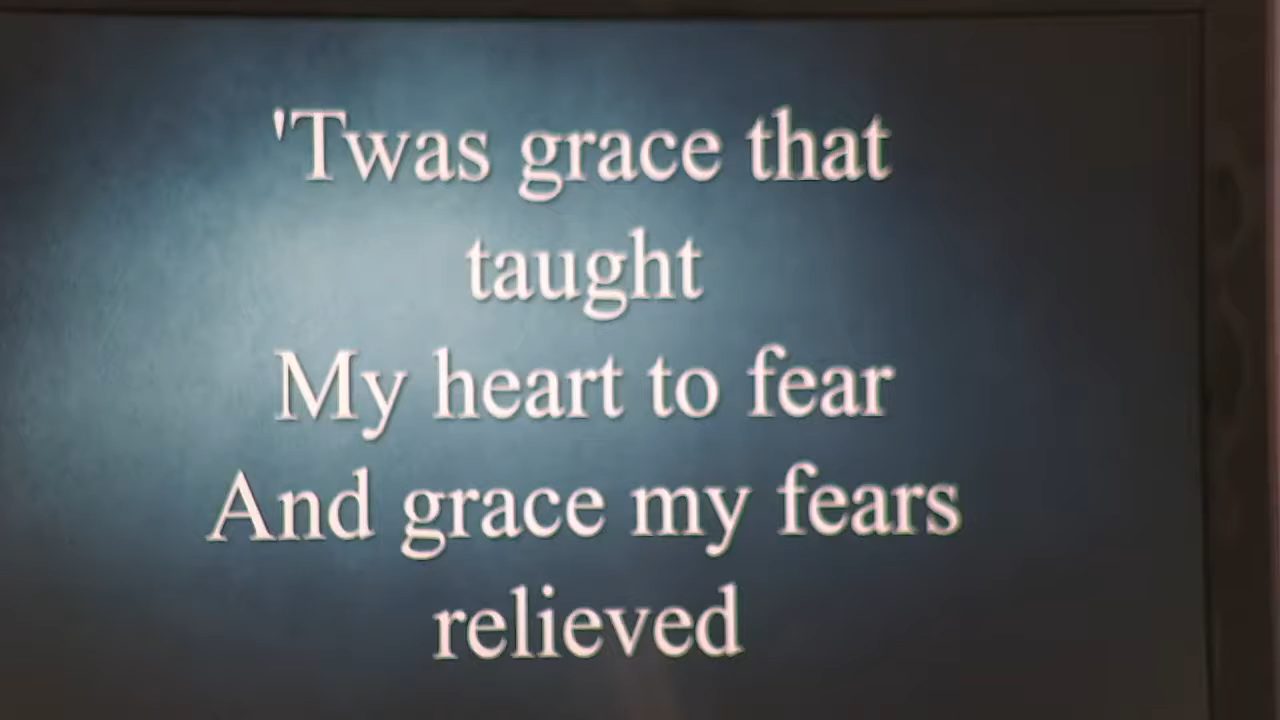 'Twas grace that
taught
My heart to fear
And grace my fears
relieved